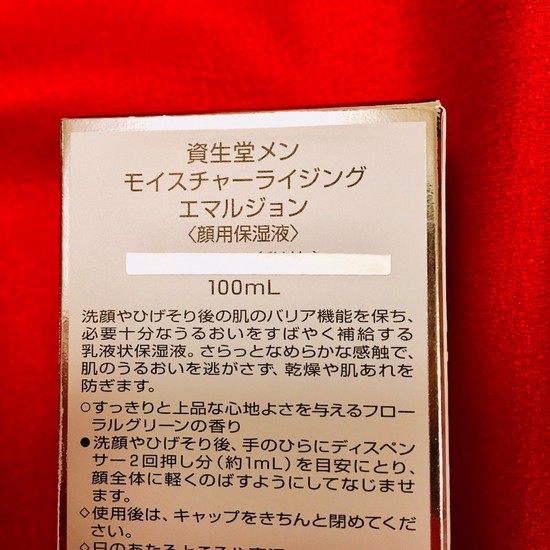 資生堂メン
モイスチャーライジング
エマルジョン
〈顔用保湿液〉
100mL
洗顔やひげそり後の肌のバリア機能を保ち、
必要十分なうるおいをすばやく補給する
乳液状保湿液。さらっとなめらかな感触で、
肌のうるおいを逃がさず、乾燥や肌あれを
防ぎます。
○すっきりと上品な心地よさを与えるフロー
ラルグリーンの香り
●洗顔やひげそり後、手のひらにディスペン
サー2回押し分（約1mL）を目安にとり、
顔全体に軽くのばすようにしてなじませ
ます。
◇使用後は、キャップをきちんと閉めてくだ
さい。